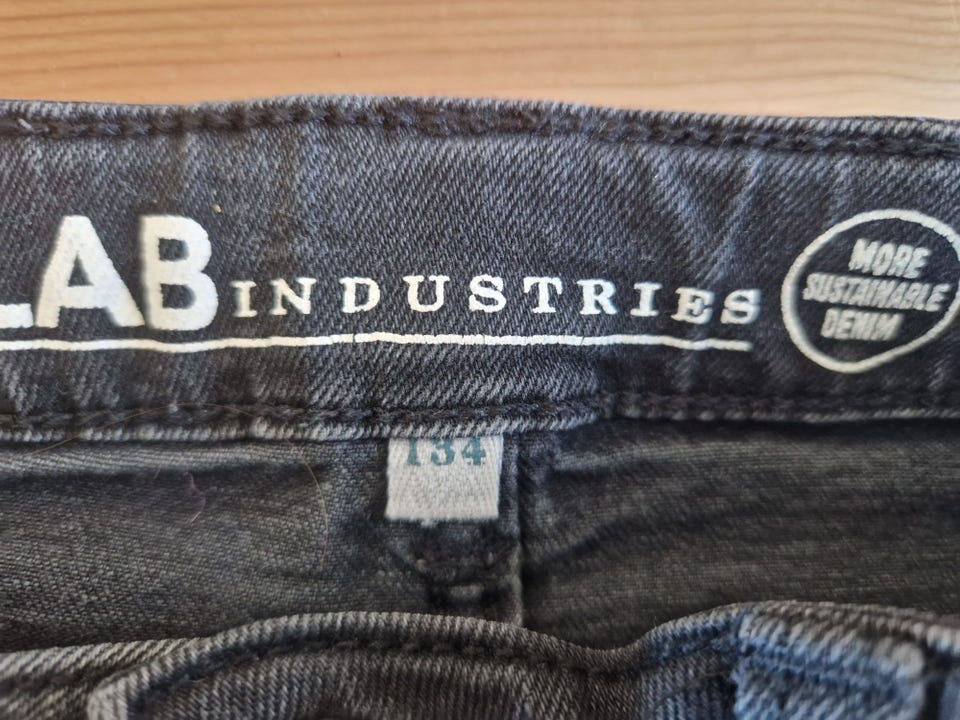 LAB INDUSTRIES
MORE
SUSTAINABLE
DENIM
134